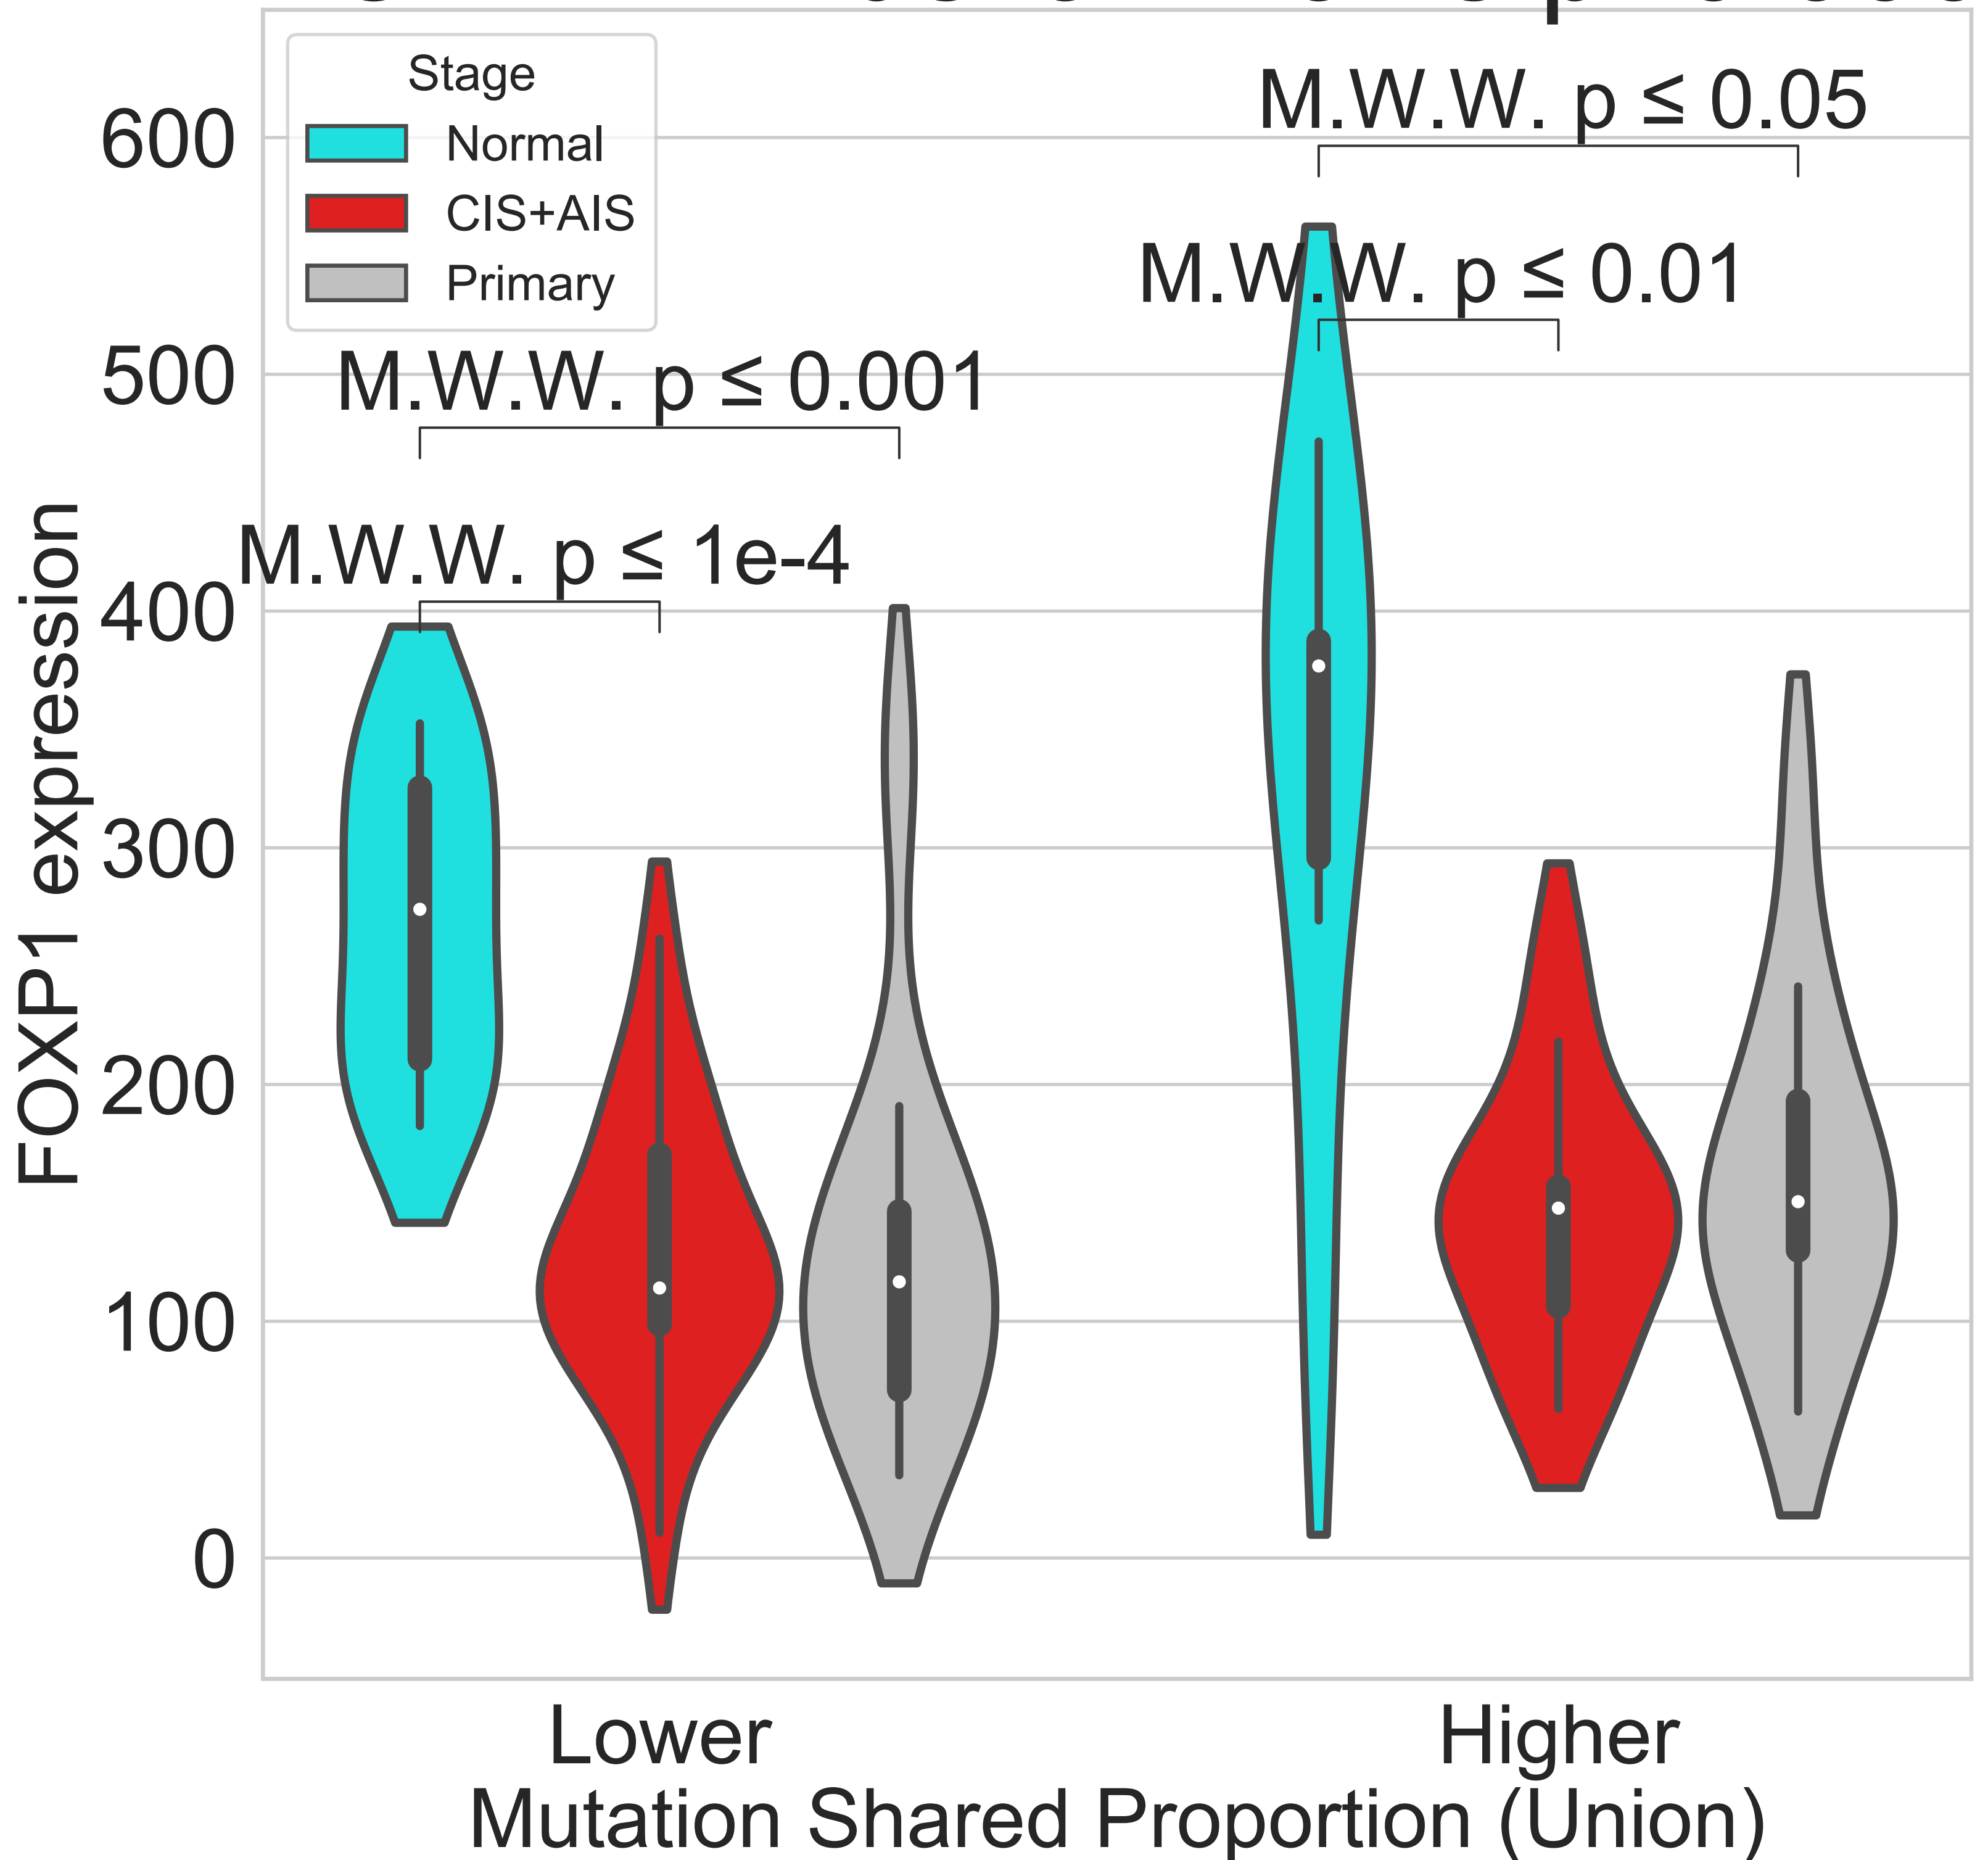 Stage
Normal
CIS+AIS
Primary
M.W.W. p ≤ 0.05
M.W.W. p ≤ 0.01
M.W.W. p ≤ 0.001
M.W.W. p ≤ 1e-4
FOXP1 expression
600
500
400
300
200
100
0
Lower
Higher
Mutation Shared Proportion (Union)